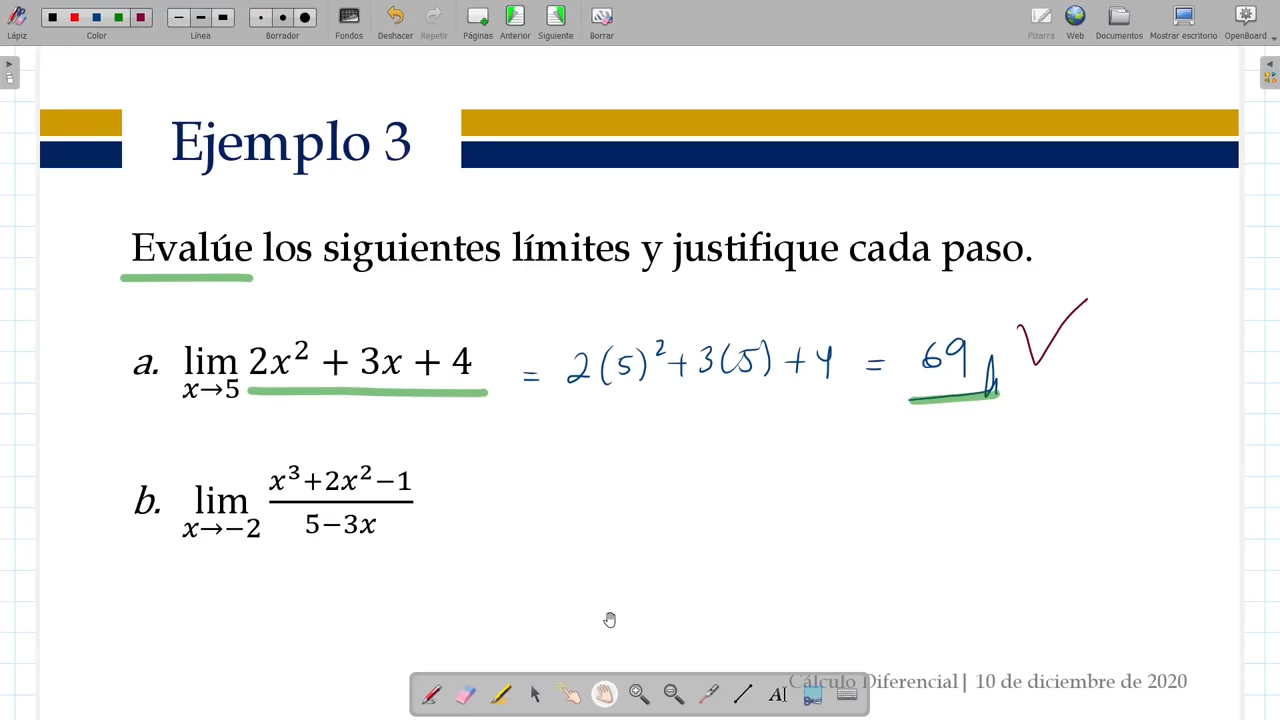 Lápiz Color Línea Borrador Fondos Deshacer Repetir Páginas Anterior Siguiente Borrar Pizarra Web Documentos Mostrar escritorio OpenBoard
Ejemplo 3
Evalúe los siguientes límites y justifique cada paso.
a. lim x→5 2x² + 3x + 4 = 2(5)² + 3(5) + 4 = 69
b. lim x→−2 x³+2x²−1 / 5−3x
Cálculo Diferencial| 10 de diciembre de 2020